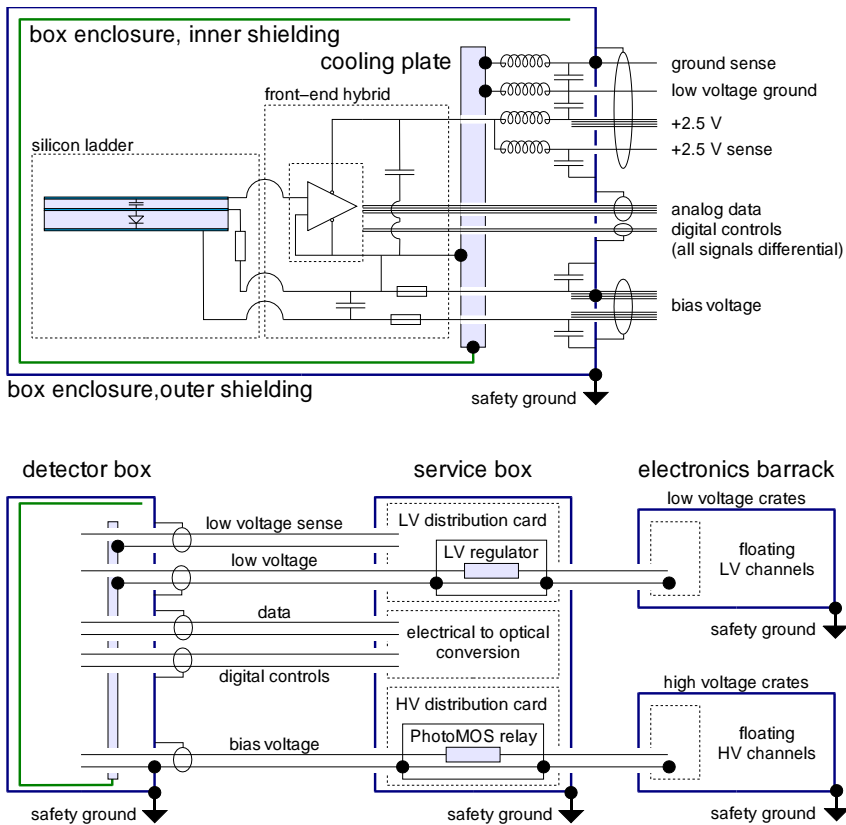 box enclosure, inner shielding
cooling plate
front–end hybrid
silicon ladder
ground sense
low voltage ground
+2.5 V
+2.5 V sense
analog data
digital controls
(all signals differential)
bias voltage
box enclosure,outer shielding
safety ground
detector box
service box
electronics barrack
low voltage crates
low voltage sense
LV distribution card
LV regulator
low voltage
floating
LV channels
data
electrical to optical
conversion
digital controls
safety ground
high voltage crates
HV distribution card
PhotoMOS relay
bias voltage
floating
HV channels
safety ground
safety ground
safety ground